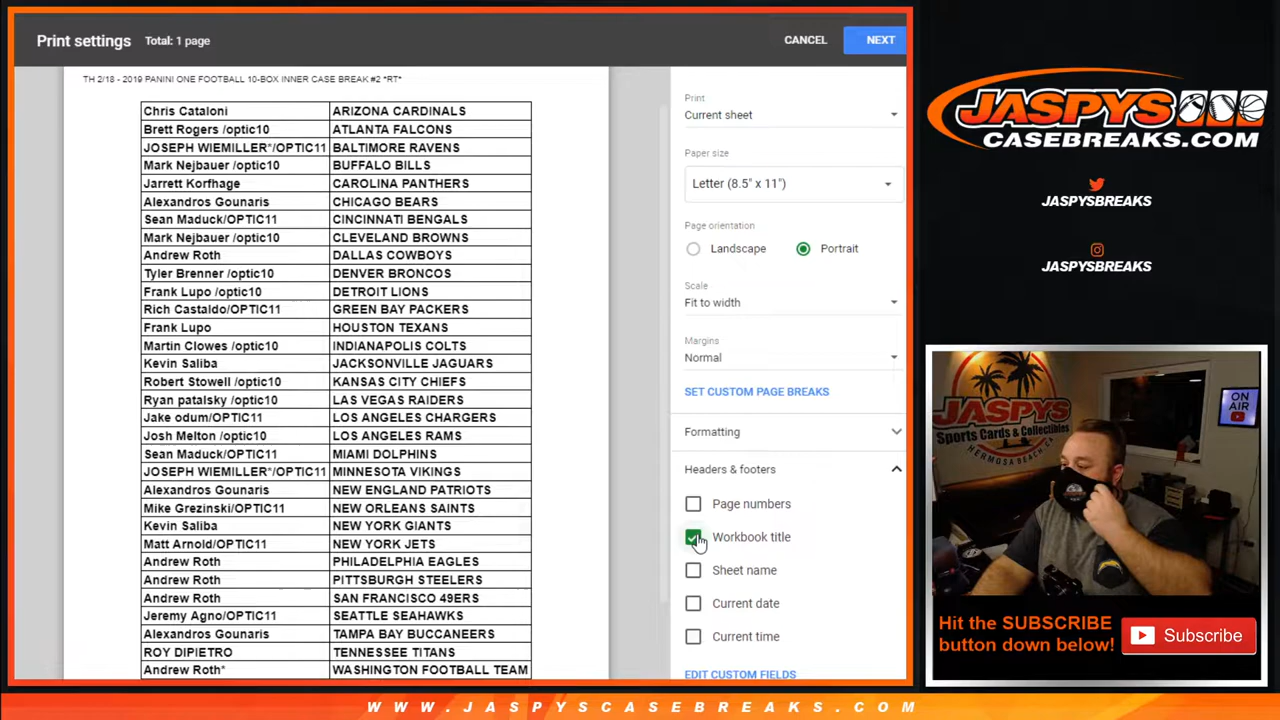 Print settings Total: 1 page
CANCEL NEXT
TH 2/18 - 2019 PANINI ONE FOOTBALL 10-BOX INNER CASE BREAK #2 *RT*
Chris Cataloni ARIZONA CARDINALS
Brett Rogers /optic10 ATLANTA FALCONS
JOSEPH WIEMILLER*/OPTIC11 BALTIMORE RAVENS
Mark Nejbauer /optic10 BUFFALO BILLS
Jarrett Korfhage CAROLINA PANTHERS
Alexandros Gounaris CHICAGO BEARS
Sean Maduck/OPTIC11 CINCINNATI BENGALS
Mark Nejbauer /optic10 CLEVELAND BROWNS
Andrew Roth DALLAS COWBOYS
Tyler Brenner /optic10 DENVER BRONCOS
Frank Lupo /optic10 DETROIT LIONS
Rich Castaldo/OPTIC11 GREEN BAY PACKERS
Frank Lupo HOUSTON TEXANS
Martin Clowes /optic10 INDIANAPOLIS COLTS
Kevin Saliba JACKSONVILLE JAGUARS
Robert Stowell /optic10 KANSAS CITY CHIEFS
Ryan patalsky /optic10 LAS VEGAS RAIDERS
Jake odum/OPTIC11 LOS ANGELES CHARGERS
Josh Melton /optic10 LOS ANGELES RAMS
Sean Maduck/OPTIC11 MIAMI DOLPHINS
JOSEPH WIEMILLER*/OPTIC11 MINNESOTA VIKINGS
Alexandros Gounaris NEW ENGLAND PATRIOTS
Mike Grezinski/OPTIC11 NEW ORLEANS SAINTS
Kevin Saliba NEW YORK GIANTS
Matt Arnold/OPTIC11 NEW YORK JETS
Andrew Roth PHILADELPHIA EAGLES
Andrew Roth PITTSBURGH STEELERS
Andrew Roth SAN FRANCISCO 49ERS
Jeremy Agno/OPTIC11 SEATTLE SEAHAWKS
Alexandros Gounaris TAMPA BAY BUCCANEERS
ROY DIPIETRO TENNESSEE TITANS
Andrew Roth* WASHINGTON FOOTBALL TEAM
Print
Current sheet
Paper size
Letter (8.5" x 11")
Page orientation
Landscape Portrait
Scale
Fit to width
Margins
Normal
SET CUSTOM PAGE BREAKS
Formatting
Headers & footers
Page numbers
Workbook title
Sheet name
Current date
Current time
EDIT CUSTOM FIELDS
JASPYS
CASEBREAKS.COM
JASPYSBREAKS
JASPYSBREAKS
JASPYS
Sports Cards & Collectibles
HERMOSA BEACH, CA
ON AIR
Hit the SUBSCRIBE
button down below!
Subscribe
WWW.JASPYSCASEBREAKS.COM